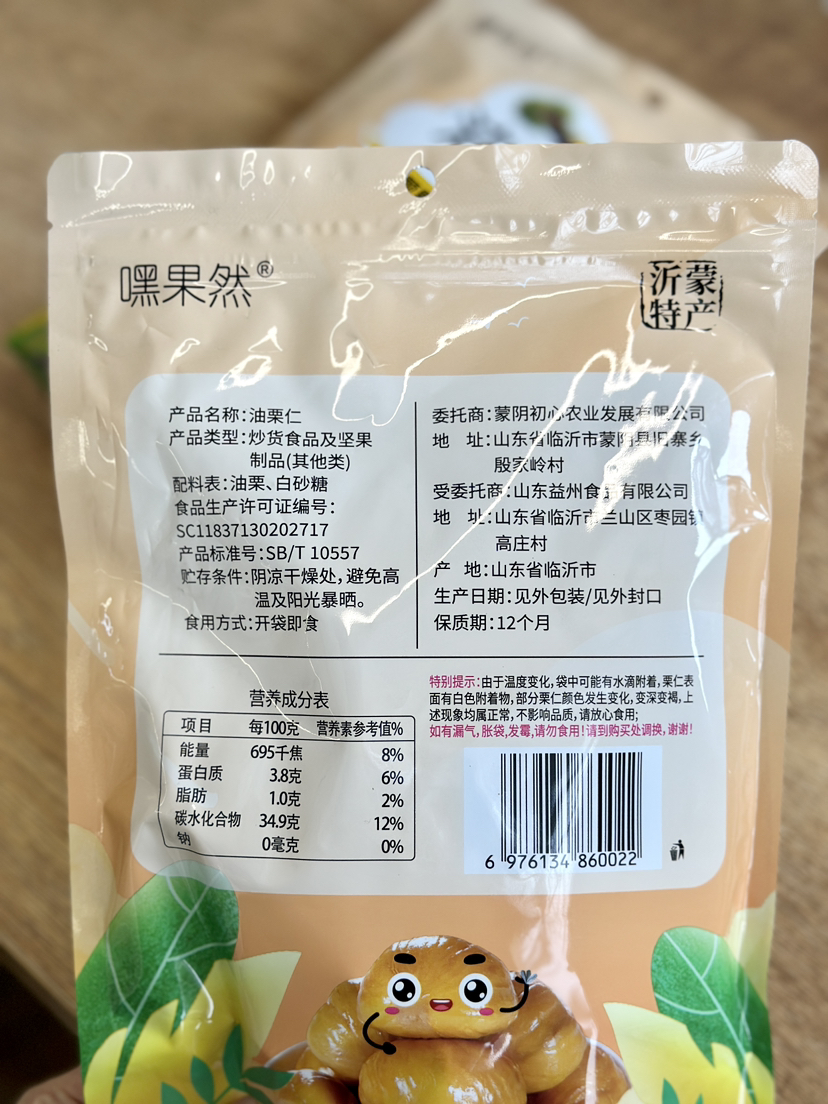 嘿果然®
沂蒙
特产
产品名称:油栗仁
产品类型:炒货食品及坚果
制品(其他类)
配料表:油栗、白砂糖
食品生产许可证编号:
SC11837130202717
产品标准号:SB/T 10557
贮存条件:阴凉干燥处,避免高
温及阳光暴晒。
食用方式:开袋即食
委托商:蒙阴初心农业发展有限公司
地 址:山东省临沂市蒙阴县旧寨乡
殷家岭村
受委托商:山东益州食品有限公司
地 址:山东省临沂市兰山区枣园镇
高庄村
产 地:山东省临沂市
生产日期:见外包装/见外封口
保质期:12个月
营养成分表
项目 每100克 营养素参考值%
能量 695千焦 8%
蛋白质 3.8克 6%
脂肪 1.0克 2%
碳水化合物 34.9克 12%
钠 0毫克 0%
特别提示:由于温度变化,袋中可能有水滴附着,栗仁表
面有白色附着物,部分栗仁颜色发生变化,变深变褐,上
述现象均属正常,不影响品质,请放心食用;
如有漏气,胀袋,发霉,请勿食用!请到购买处调换,谢谢!
6 976134 860022